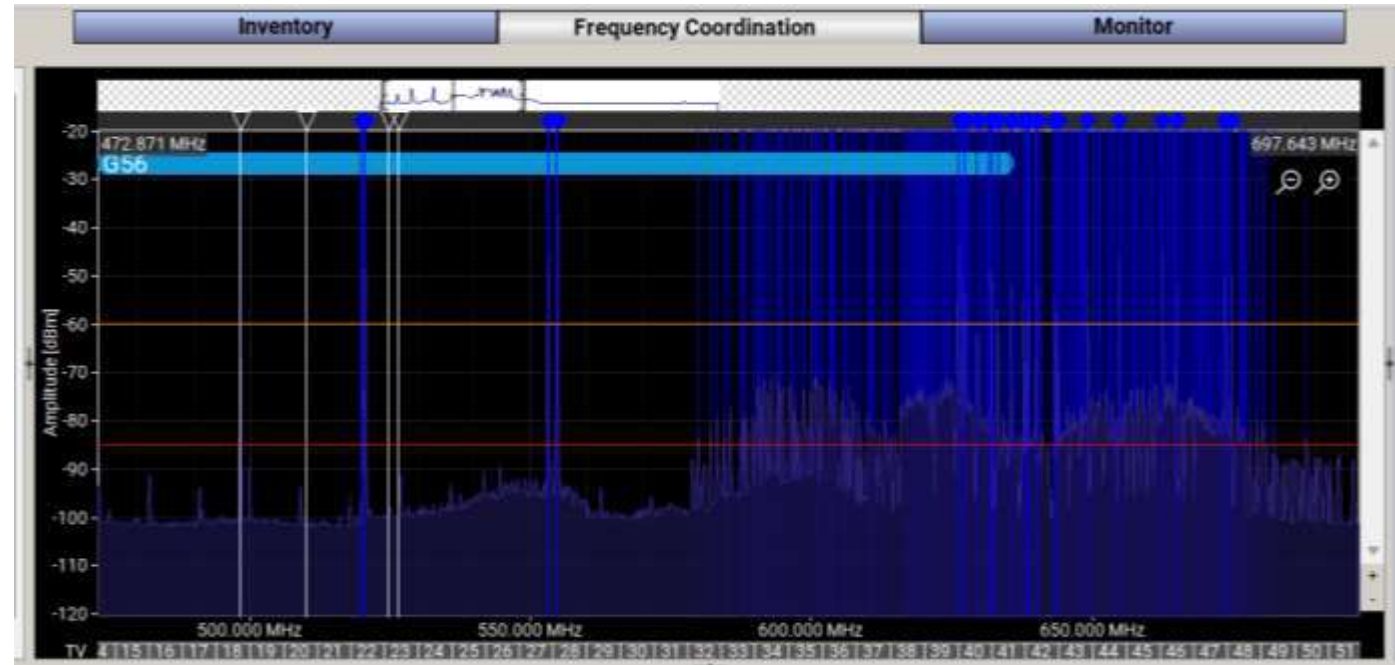 Inventory Frequency Coordination Monitor
-20
472.871 MHz 697.643 MHz
G56
-30
-40
-50
-60
-70
-80
-90
-100
-110
-120
Amplitude [dBm]
+
-
500.000 MHz 550.000 MHz 600.000 MHz 650.000 MHz
TV 4 15 16 17 18 19 20 21 22 23 24 25 26 27 28 29 30 31 32 33 34 35 36 37 38 39 40 41 42 43 44 45 46 47 48 49 50 51